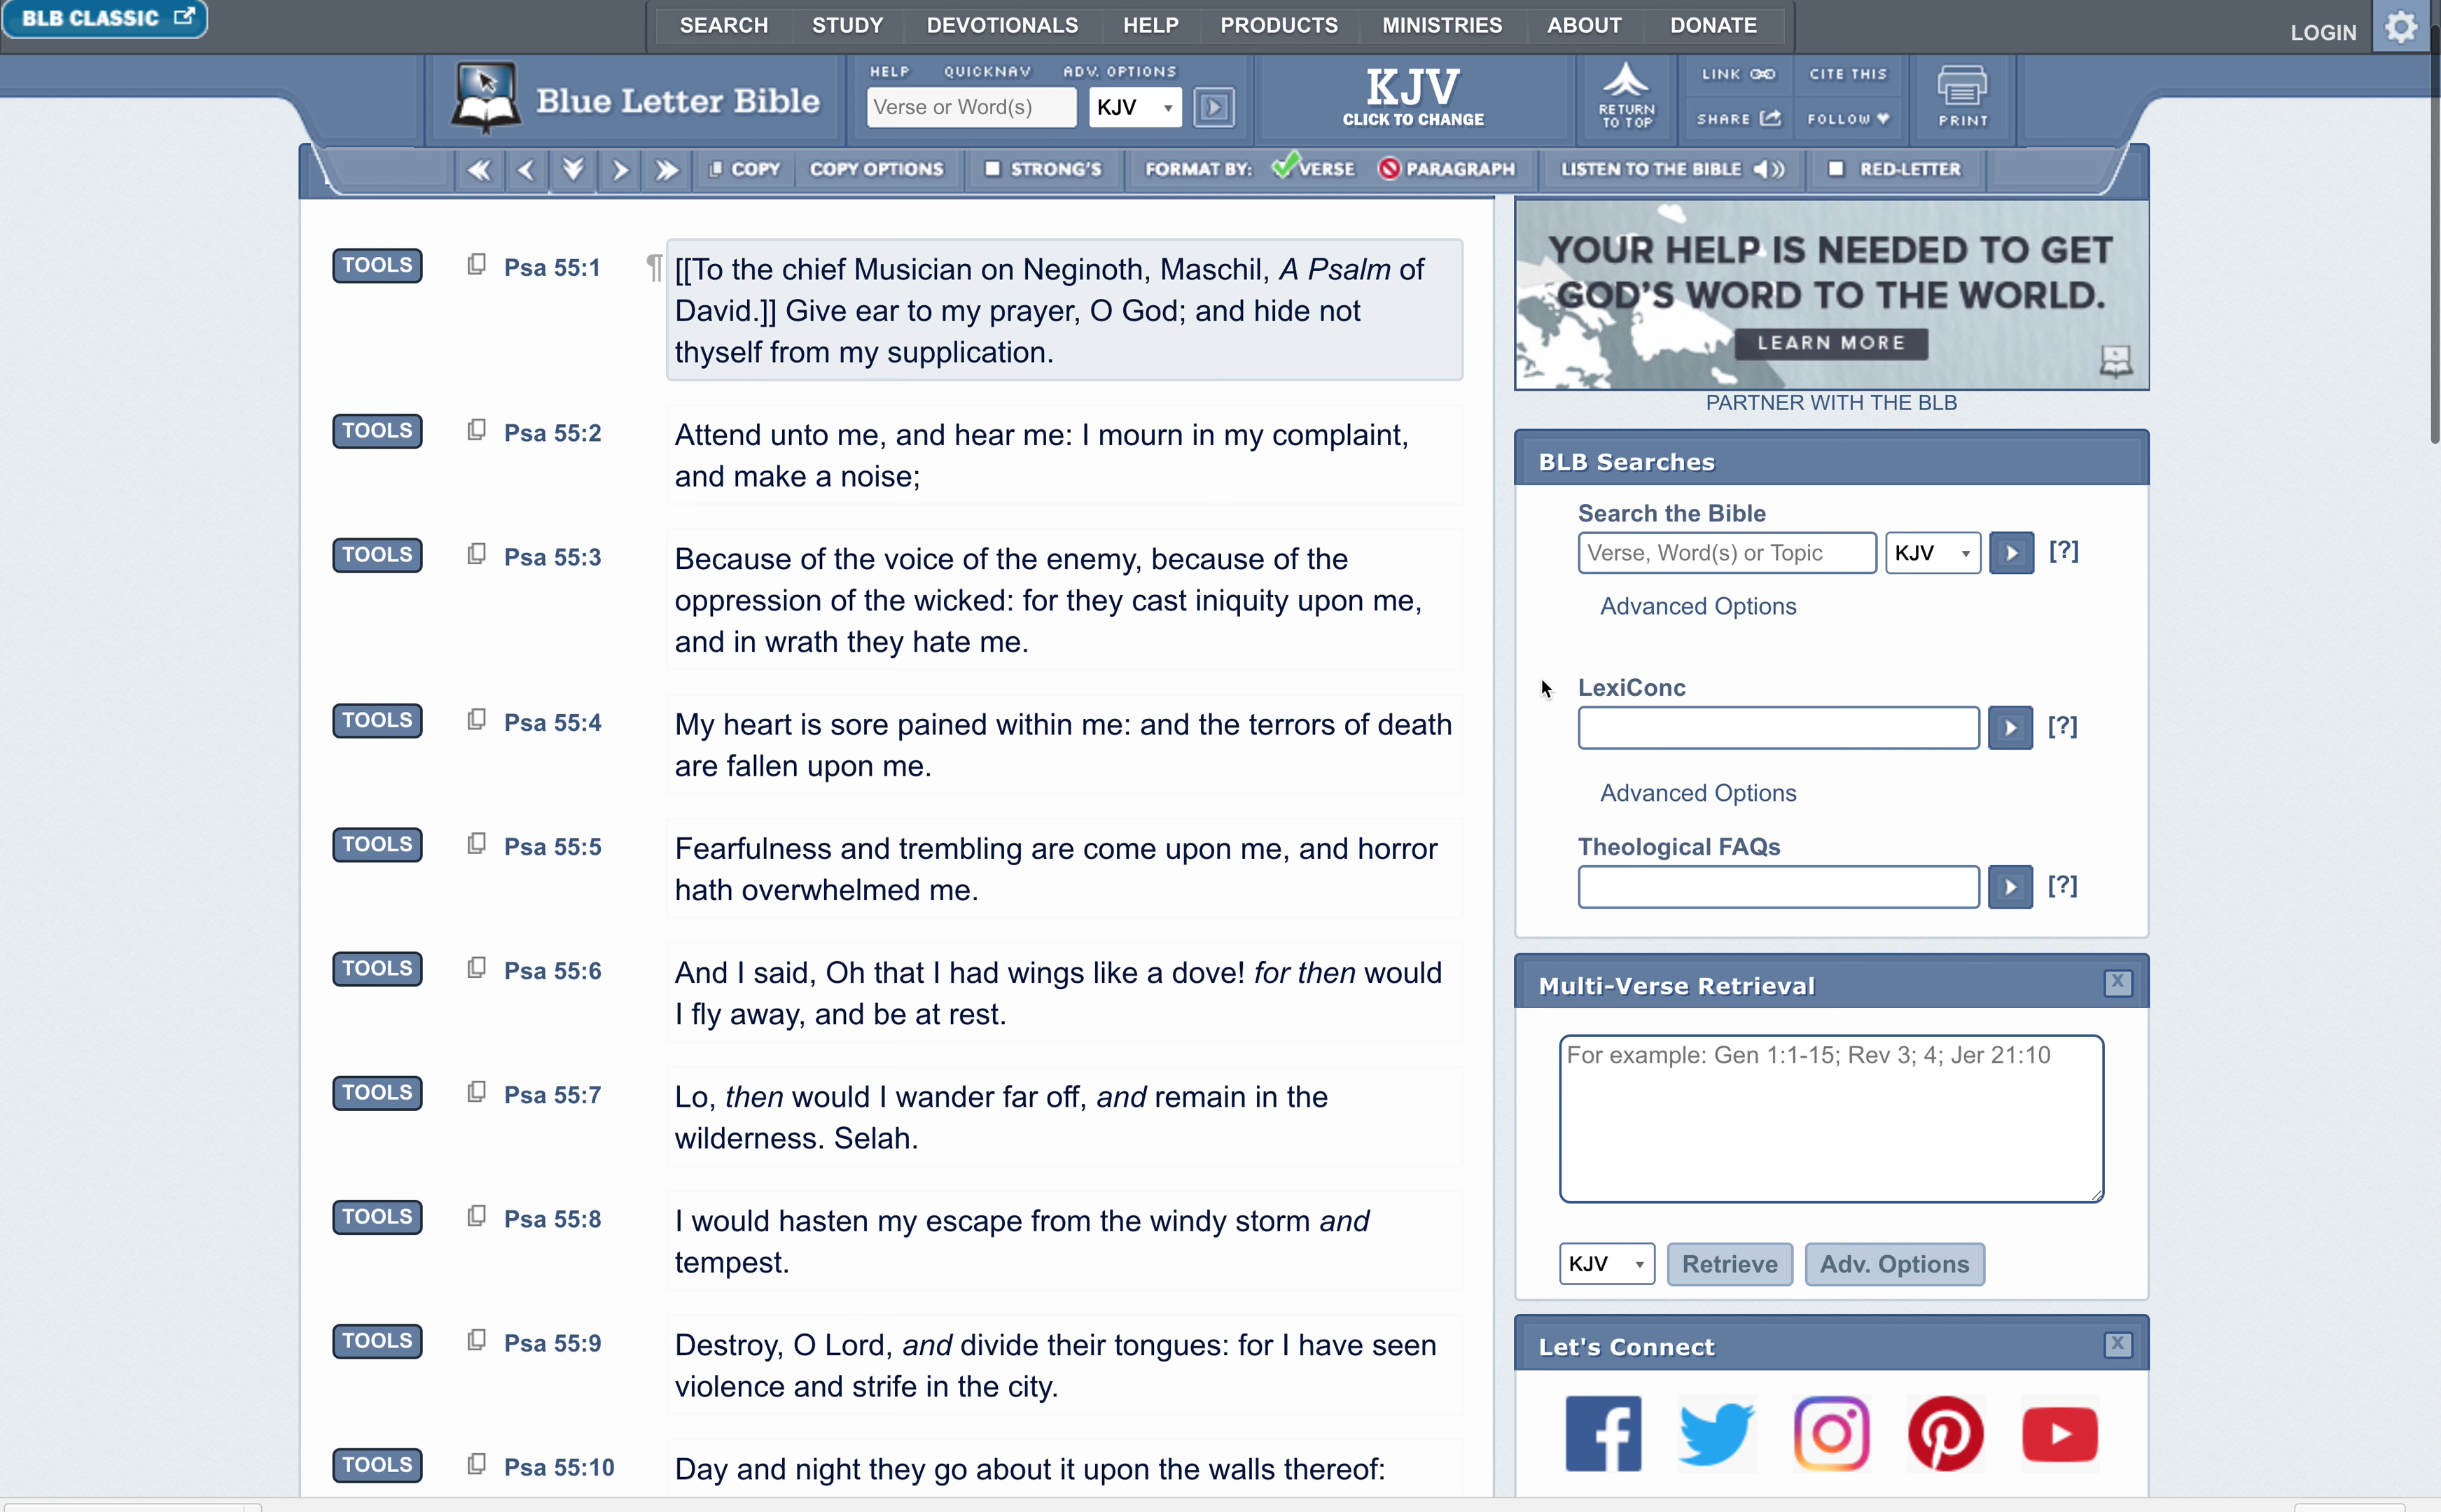 BLB CLASSIC
SEARCH STUDY DEVOTIONALS HELP PRODUCTS MINISTRIES ABOUT DONATE
LOGIN
Blue Letter Bible
HELP QUICKNAV ADV. OPTIONS
Verse or Word(s) KJV
KJV
CLICK TO CHANGE
RETURN
TO TOP
LINK CITE THIS
SHARE FOLLOW
PRINT
COPY COPY OPTIONS STRONG'S FORMAT BY: VERSE PARAGRAPH LISTEN TO THE BIBLE RED-LETTER
TOOLS Psa 55:1 ¶ [[To the chief Musician on Neginoth, Maschil, A Psalm of
David.]] Give ear to my prayer, O God; and hide not
thyself from my supplication.
TOOLS Psa 55:2 Attend unto me, and hear me: I mourn in my complaint,
and make a noise;
TOOLS Psa 55:3 Because of the voice of the enemy, because of the
oppression of the wicked: for they cast iniquity upon me,
and in wrath they hate me.
TOOLS Psa 55:4 My heart is sore pained within me: and the terrors of death
are fallen upon me.
TOOLS Psa 55:5 Fearfulness and trembling are come upon me, and horror
hath overwhelmed me.
TOOLS Psa 55:6 And I said, Oh that I had wings like a dove! for then would
I fly away, and be at rest.
TOOLS Psa 55:7 Lo, then would I wander far off, and remain in the
wilderness. Selah.
TOOLS Psa 55:8 I would hasten my escape from the windy storm and
tempest.
TOOLS Psa 55:9 Destroy, O Lord, and divide their tongues: for I have seen
violence and strife in the city.
TOOLS Psa 55:10 Day and night they go about it upon the walls thereof:
YOUR HELP IS NEEDED TO GET
GOD'S WORD TO THE WORLD.
LEARN MORE
PARTNER WITH THE BLB
BLB Searches
Search the Bible
Verse, Word(s) or Topic KJV [?]
Advanced Options
LexiConc
[?]
Advanced Options
Theological FAQs
[?]
Multi-Verse Retrieval X
For example: Gen 1:1-15; Rev 3; 4; Jer 21:10
KJV Retrieve Adv. Options
Let's Connect X